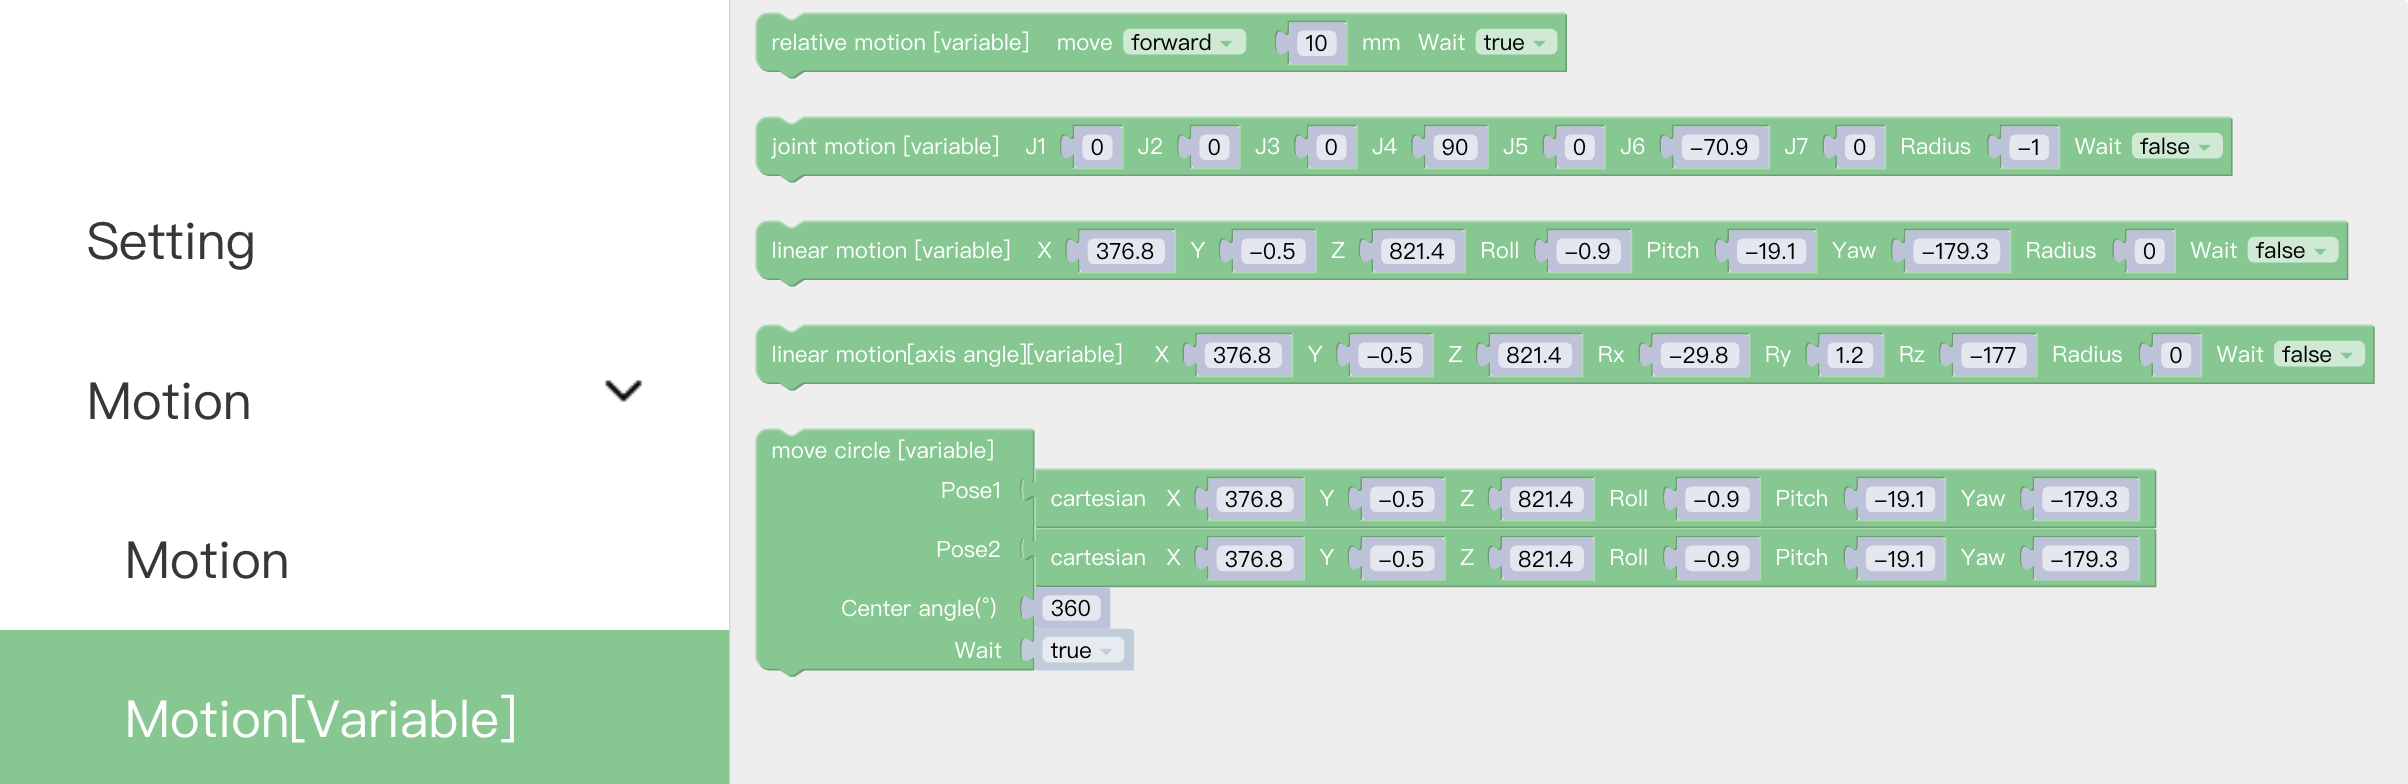 Setting
Motion
Motion
Motion[Variable]
relative motion [variable] move forward 10 mm Wait true
joint motion [variable] J1 0 J2 0 J3 0 J4 90 J5 0 J6 −70.9 J7 0 Radius −1 Wait false
linear motion [variable] X 376.8 Y −0.5 Z 821.4 Roll −0.9 Pitch −19.1 Yaw −179.3 Radius 0 Wait false
linear motion[axis angle][variable] X 376.8 Y −0.5 Z 821.4 Rx −29.8 Ry 1.2 Rz −177 Radius 0 Wait false
move circle [variable]
Pose1 cartesian X 376.8 Y −0.5 Z 821.4 Roll −0.9 Pitch −19.1 Yaw −179.3
Pose2 cartesian X 376.8 Y −0.5 Z 821.4 Roll −0.9 Pitch −19.1 Yaw −179.3
Center angle(°) 360
Wait true